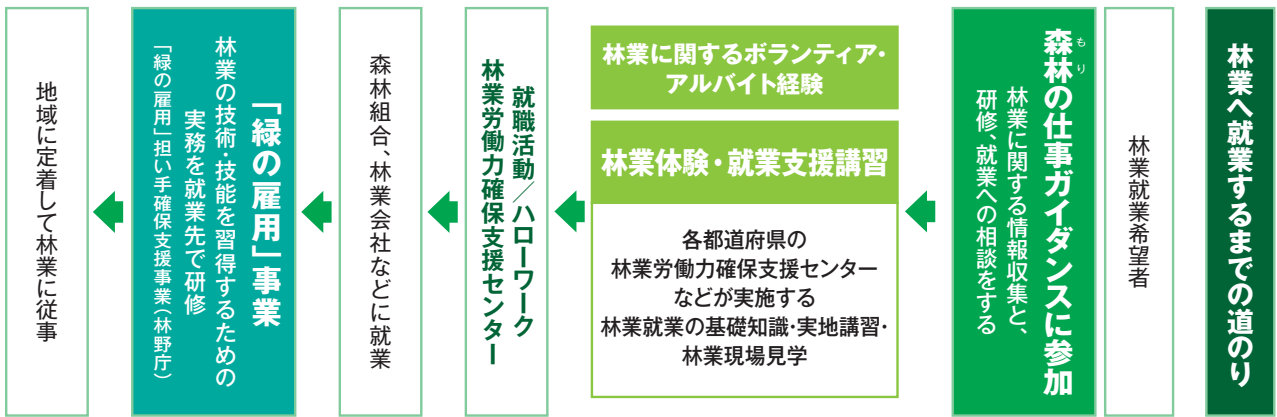 林業へ就業するまでの道のり
林業就業希望者
森林の仕事ガイダンスに参加
もり
林業に関する情報収集と、
研修、就業への相談をする
林業に関するボランティア・
アルバイト経験
林業体験・就業支援講習
各都道府県の
林業労働力確保支援センター
などが実施する
林業就業の基礎知識・実地講習・
林業現場見学
就職活動／ハローワーク
林業労働力確保支援センター
森林組合、林業会社などに就業
「緑の雇用」事業
林業の技術・技能を習得するための
実務を就業先で研修
「緑の雇用」担い手確保支援事業（林野庁）
地域に定着して林業に従事